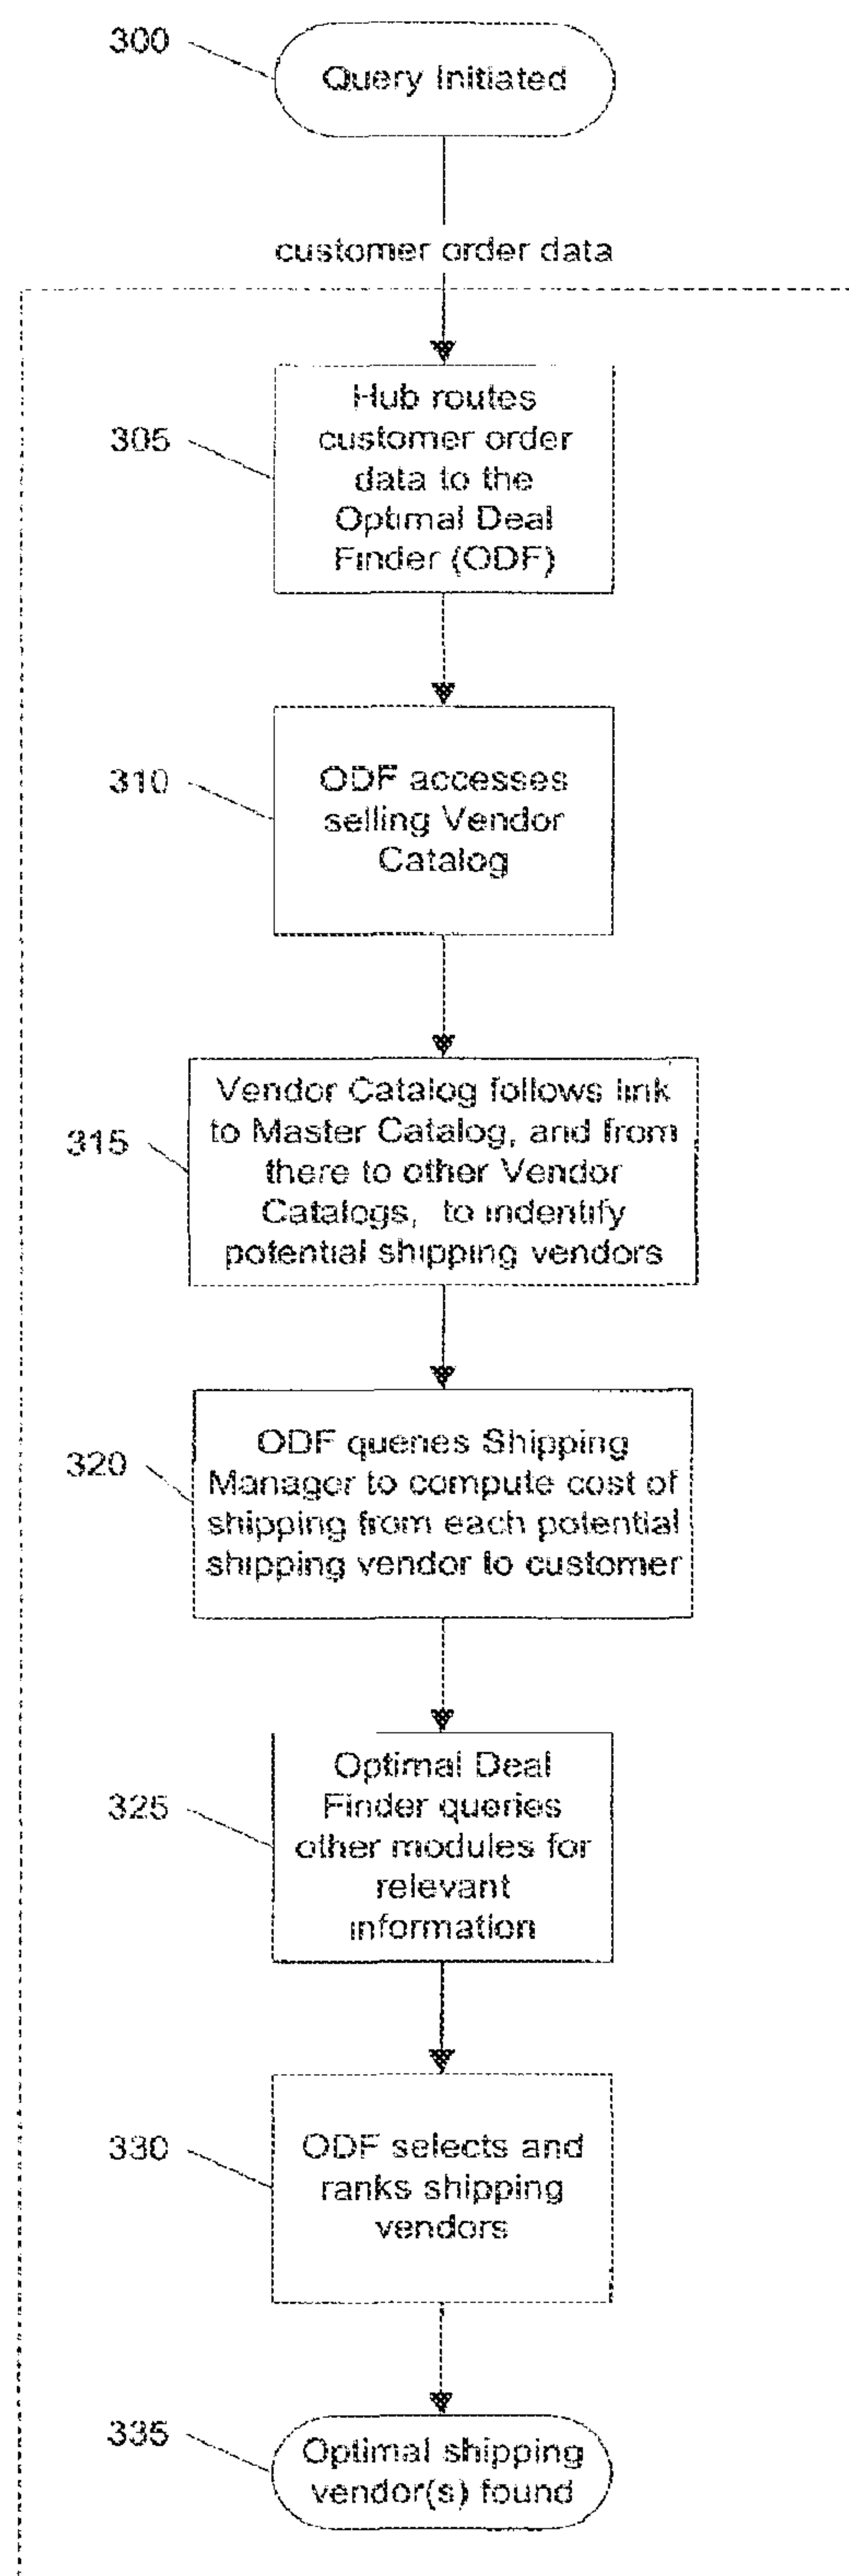 300
Query Initiated
customer order data
305
Hub routes
customer order
data to the
Optimal Deal
Finder (ODF)
310
ODF accesses
selling Vendor
Catalog
315
Vendor Catalog follows link
to Master Catalog, and from
there to other Vendor
Catalogs, to indentify
potential shipping vendors
320
ODF queries Shipping
Manager to compute cost of
shipping from each potential
shipping vendor to customer
325
Optimal Deal
Finder queries
other modules for
relevant
information
330
ODF selects and
ranks shipping
vendors
335
Optimal shipping
vendor(s) found